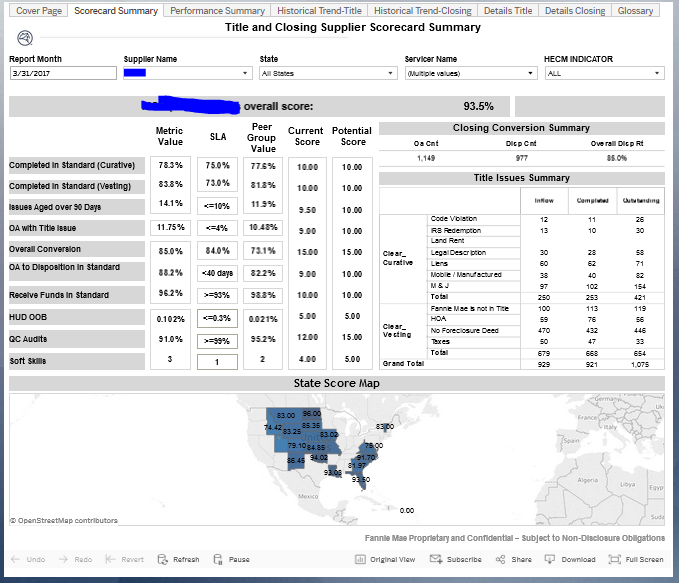 Cover Page Scorecard Summary Performance Summary Historical Trend-Title Historical Trend-Closing Details Title Details Closing Glossary
Title and Closing Supplier Scorecard Summary
Report Month Supplier Name State Servicer Name HECM INDICATOR
3/31/2017 All States (Multiple values) ALL
overall score: 93.5%
Metric Value SLA Peer Group Value Current Score Potential Score
Completed in Standard (Curative) 78.3% 75.0% 77.6% 10.00 10.00
Completed in Standard (Vesting) 83.8% 73.0% 81.8% 10.00 10.00
Issues Aged over 90 Days 14.1% <=10% 11.9% 9.50 10.00
OA with Title Issue 11.75% <=4% 10.48% 9.00 10.00
Overall Conversion 85.0% 84.0% 73.1% 15.00 15.00
OA to Disposition in Standard 88.2% <40 days 82.2% 9.00 10.00
Receive Funds in Standard 96.2% >=93% 98.8% 10.00 10.00
HUD OOB 0.102% <=0.3% 0.021% 5.00 5.00
QC Audits 91.0% >=99% 95.2% 12.00 15.00
Soft Skills 3 1 2 4.00 5.00
Closing Conversion Summary
Oa Cnt Disp Cnt Overall Disp Rt
1,149 977 85.0%
Title Issues Summary
Inflow Completed Outstanding
Clear_Curative
Code Violation 12 11 26
IRS Redemption 13 10 30
Land Rent
Legal Description 30 28 58
Liens 60 62 71
Mobile / Manufactured 38 40 82
M & J 97 102 154
Total 250 253 421
Clear_Vesting
Fannie Mae is not in Title 100 113 119
HOA 59 76 56
No Foreclosure Deed 470 432 446
Taxes 50 47 33
Total 679 668 654
Grand Total 929 921 1,075
State Score Map
83.00 96.00
74.42 83.25 85.35 83.02 83.00
79.10 84.85 75.00
86.45 94.02 91.70
93.03 81.97
93.50
0.00
Germany
France
Italy
Spain
Algeria Libya Egyp
Mexico
Suda
© OpenStreetMap contributors
Fannie Mae Proprietary and Confidential – Subject to Non-Disclosure Obligations
Undo Redo Revert Refresh Pause Original View Subscribe Share Download Full Screen